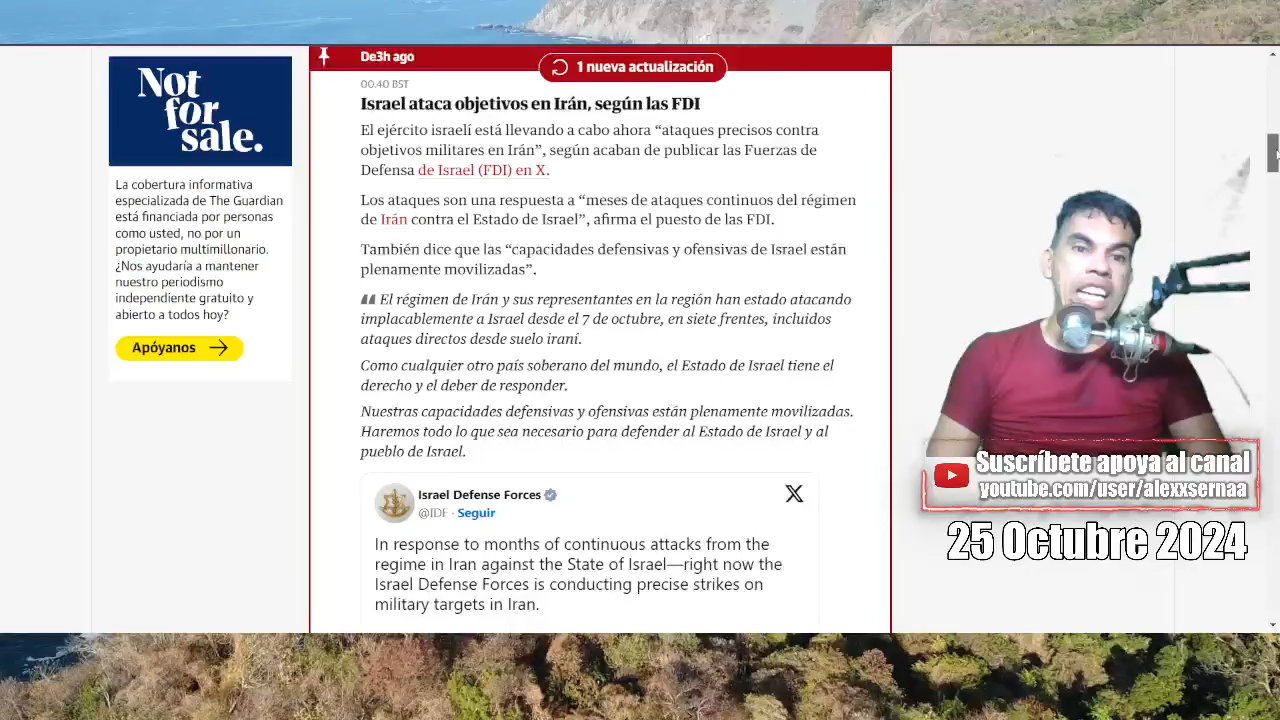 Not
for
sale.
La cobertura informativa
especializada de The Guardian
está financiada por personas
como usted, no por un
propietario multimillonario.
¿Nos ayudaría a mantener
nuestro periodismo
independiente gratuito y
abierto a todos hoy?
Apóyanos
De3h ago
1 nueva actualización
00.40 BST
Israel ataca objetivos en Irán, según las FDI
El ejército israelí está llevando a cabo ahora “ataques precisos contra
objetivos militares en Irán”, según acaban de publicar las Fuerzas de
Defensa de Israel (FDI) en X.
Los ataques son una respuesta a “meses de ataques continuos del régimen
de Irán contra el Estado de Israel”, afirma el puesto de las FDI.
También dice que las “capacidades defensivas y ofensivas de Israel están
plenamente movilizadas”.
“ El régimen de Irán y sus representantes en la región han estado atacando
implacablemente a Israel desde el 7 de octubre, en siete frentes, incluidos
ataques directos desde suelo iraní.
Como cualquier otro país soberano del mundo, el Estado de Israel tiene el
derecho y el deber de responder.
Nuestras capacidades defensivas y ofensivas están plenamente movilizadas.
Haremos todo lo que sea necesario para defender al Estado de Israel y al
pueblo de Israel.
Israel Defense Forces
@IDF · Seguir
In response to months of continuous attacks from the
regime in Iran against the State of Israel—right now the
Israel Defense Forces is conducting precise strikes on
military targets in Iran.
Suscríbete apoya al canal
youtube.com/user/alexxsernaa
25 Octubre 2024